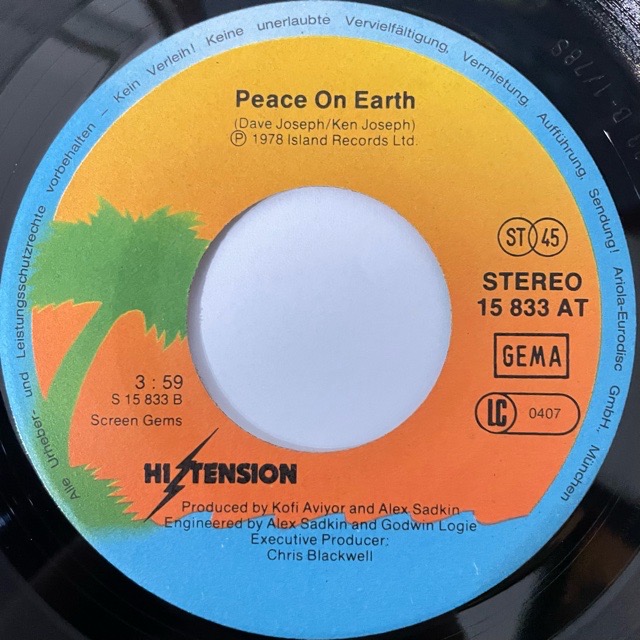 Alle Urheber- und Leistungsschutzrechte vorbehalten – Kein Verleih! Keine unerlaubte Vervielfältigung, Vermietung, Aufführung, Sendung! Ariola-Eurodisc GmbH, München
Peace On Earth
(Dave Joseph/Ken Joseph)
Ⓟ 1978 Island Records Ltd.
ST 45
STEREO
15 833 AT
GEMA
LC 0407
3 : 59
S 15 833 B
Screen Gems
HI TENSION
Produced by Kofi Aviyor and Alex Sadkin
Engineered by Alex Sadkin and Godwin Logie
Executive Producer:
Chris Blackwell